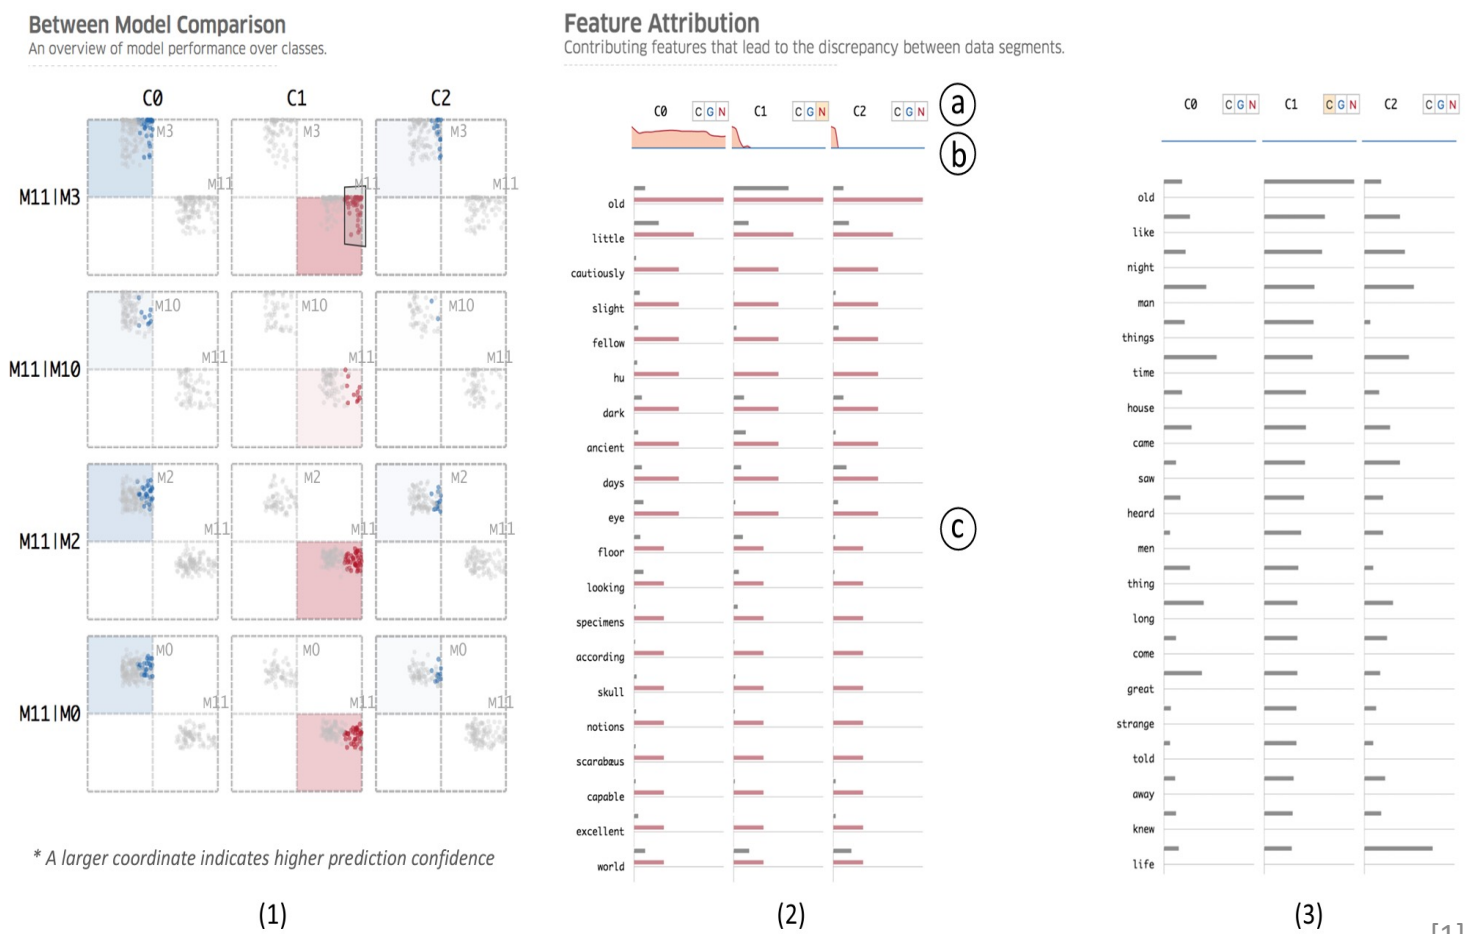 Between Model Comparison
An overview of model performance over classes.
C0 C1 C2
M11|M3
M3 M3 M3
M11 M11 M11
M11|M10
M10 M10 M10
M11 M11 M11
M11|M2
M2 M2 M2
M11 M11 M11
M11|M0
M0 M0 M0
M11 M11 M11
* A larger coordinate indicates higher prediction confidence
(1)
Feature Attribution
Contributing features that lead to the discrepancy between data segments.
C0 C G N C1 C G N C2 C G N
a
b
old
little
cautiously
slight
fellow
hu
dark
ancient
days
eye
c
floor
looking
specimens
according
skull
notions
scarabæus
capable
excellent
world
(2)
C0 C G N C1 C G N C2 C G N
old
like
night
man
things
time
house
came
saw
heard
men
thing
long
come
great
strange
told
away
knew
life
(3)
[1]